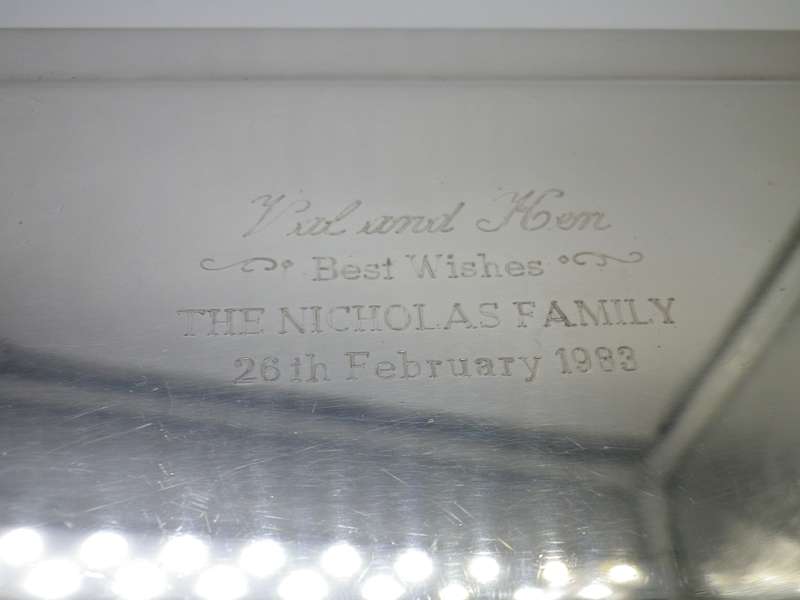 Val and Ken
Best Wishes
THE NICHOLAS FAMILY
26th February 1983